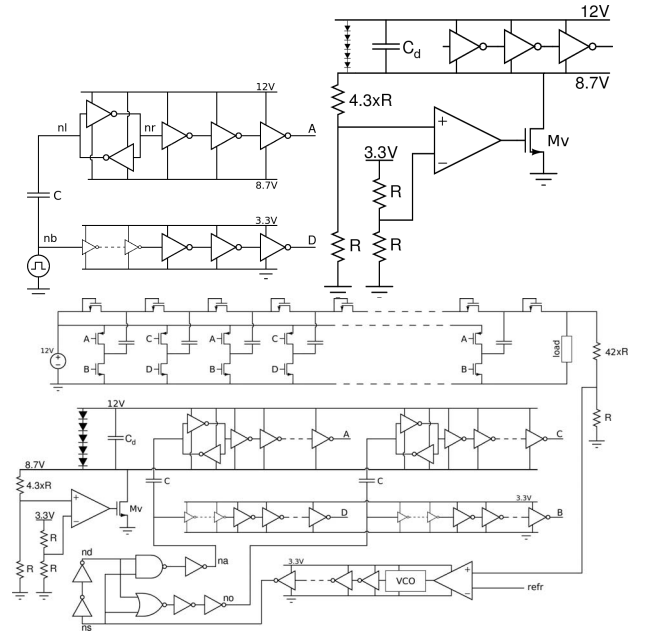 12V
C_d
8.7V
4.3xR
+
−
Mv
3.3V
R
R
R
12V
nl
nr
A
8.7V
C
3.3V
nb
D
12V
A
C
A
C
A
B
D
B
D
B
load
42xR
R
12V
C_d
A
C
8.7V
4.3xR
C
C
+
−
Mv
3.3V
3.3V
R
D
B
R
R
nd
na
3.3V
no
VCO
+
−
refr
ns